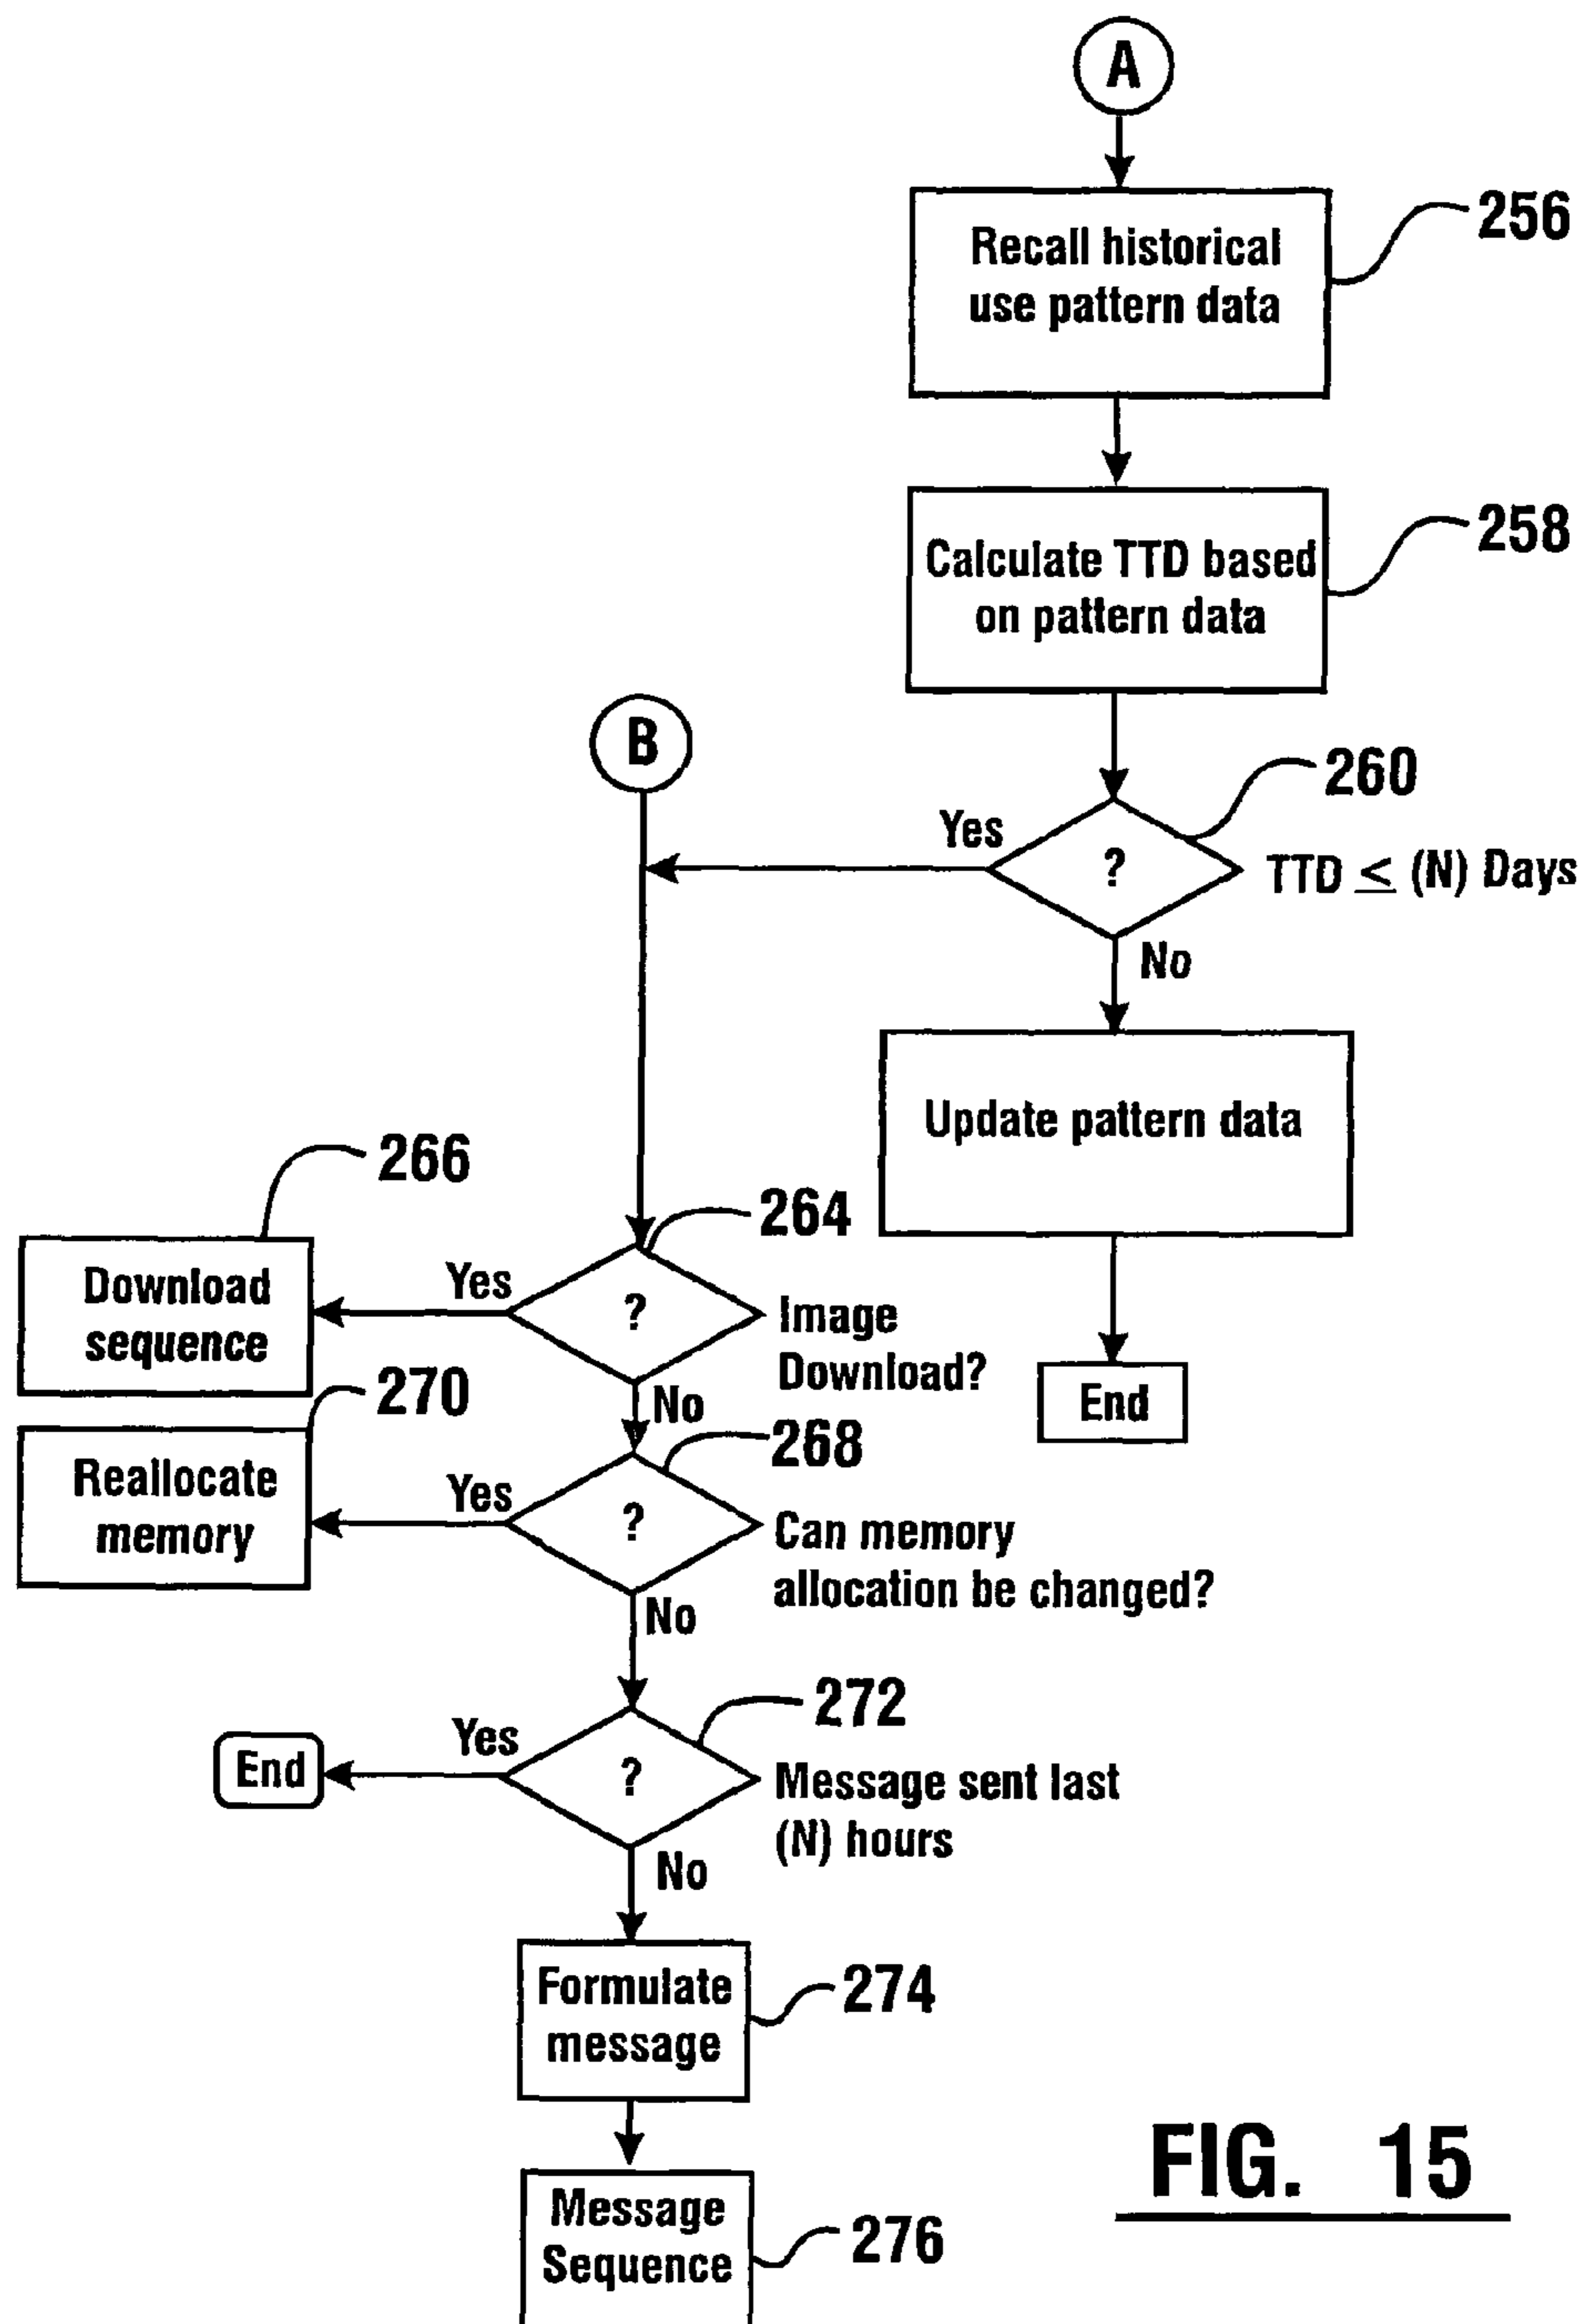 A
Recall historical
use pattern data
256
Calculate TTD based
on pattern data
258
B
260
Yes
?
TTD ≤ (N) Days
No
Update pattern data
End
266
264
Download
sequence
Yes
?
Image
Download?
No
270
268
Reallocate
memory
Yes
?
Can memory
allocation be changed?
No
272
End
Yes
?
Message sent last
(N) hours
No
Formulate
message
274
Message
Sequence
276
FIG. 15